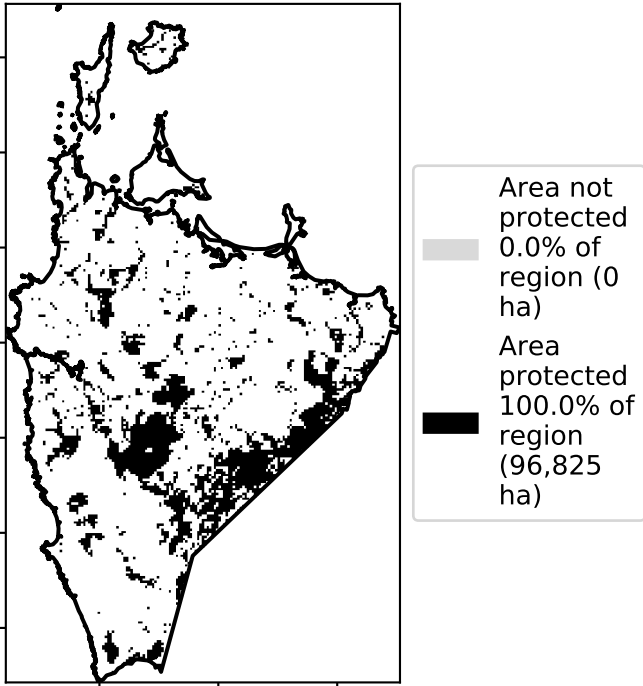 Area not
protected
0.0% of
region (0
ha)
Area
protected
100.0% of
region
(96,825
ha)